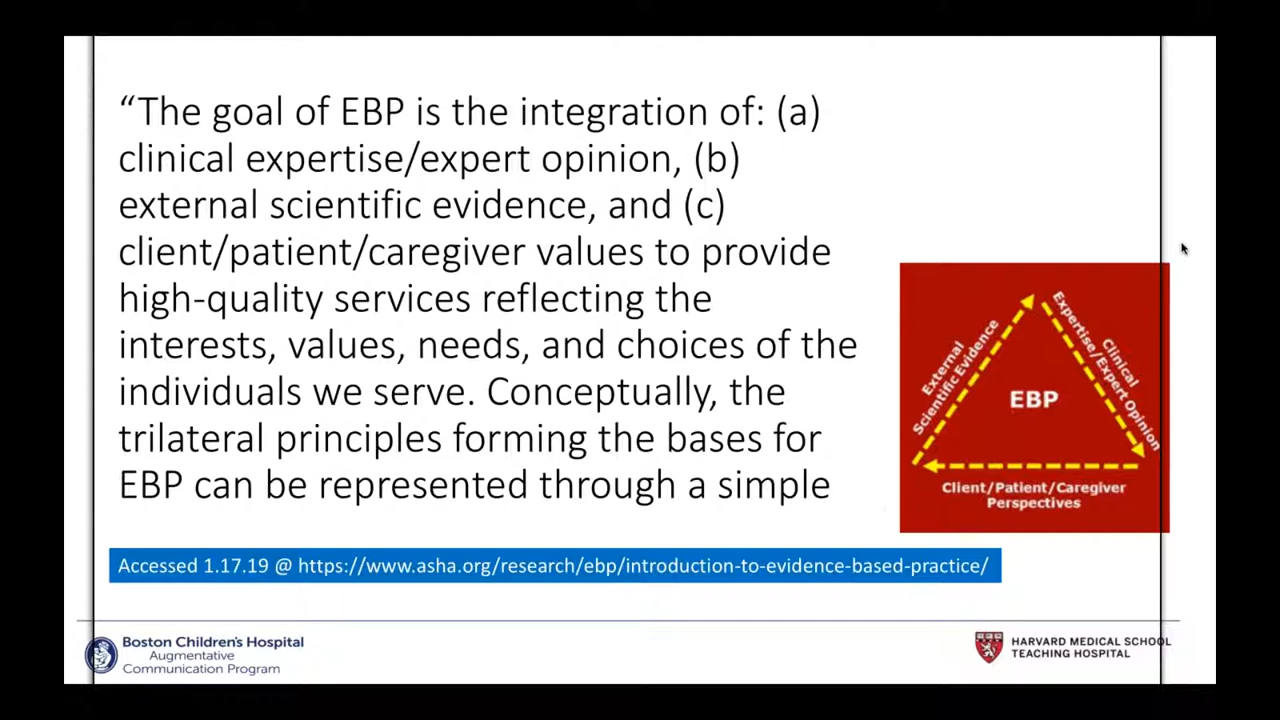 “The goal of EBP is the integration of: (a)
clinical expertise/expert opinion, (b)
external scientific evidence, and (c)
client/patient/caregiver values to provide
high-quality services reflecting the
interests, values, needs, and choices of the
individuals we serve. Conceptually, the
trilateral principles forming the bases for
EBP can be represented through a simple
External
Scientific Evidence
Clinical
Expertise/Expert Opinion
EBP
Client/Patient/Caregiver
Perspectives
Accessed 1.17.19 @ https://www.asha.org/research/ebp/introduction-to-evidence-based-practice/
Boston Children's Hospital
Augmentative
Communication Program
HARVARD MEDICAL SCHOOL
TEACHING HOSPITAL